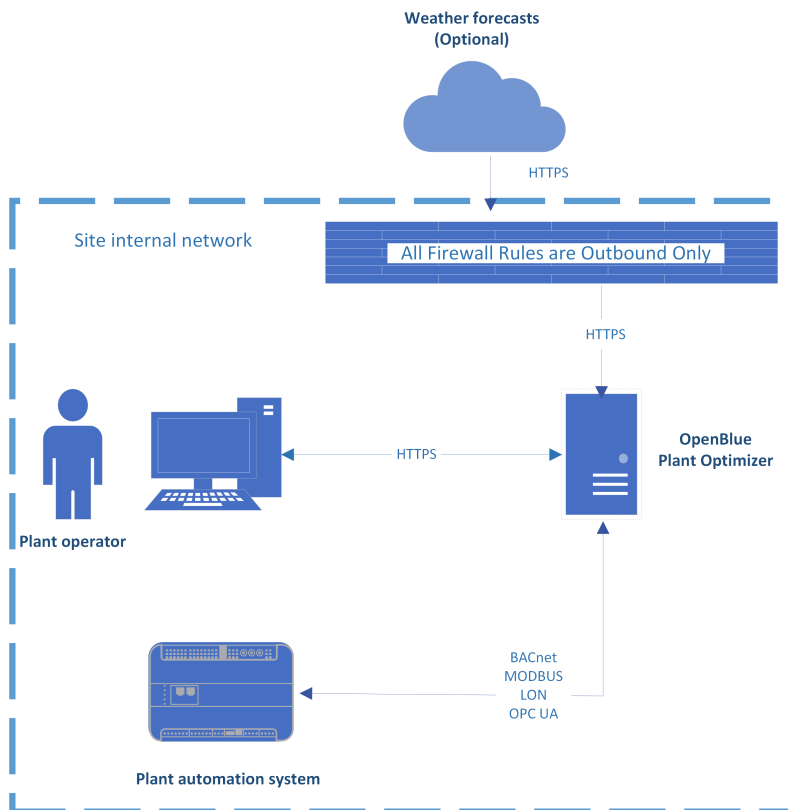 Weather forecasts
(Optional)
HTTPS
Site internal network
All Firewall Rules are Outbound Only
HTTPS
OpenBlue
Plant Optimizer
HTTPS
Plant operator
BACnet
MODBUS
LON
OPC UA
Plant automation system